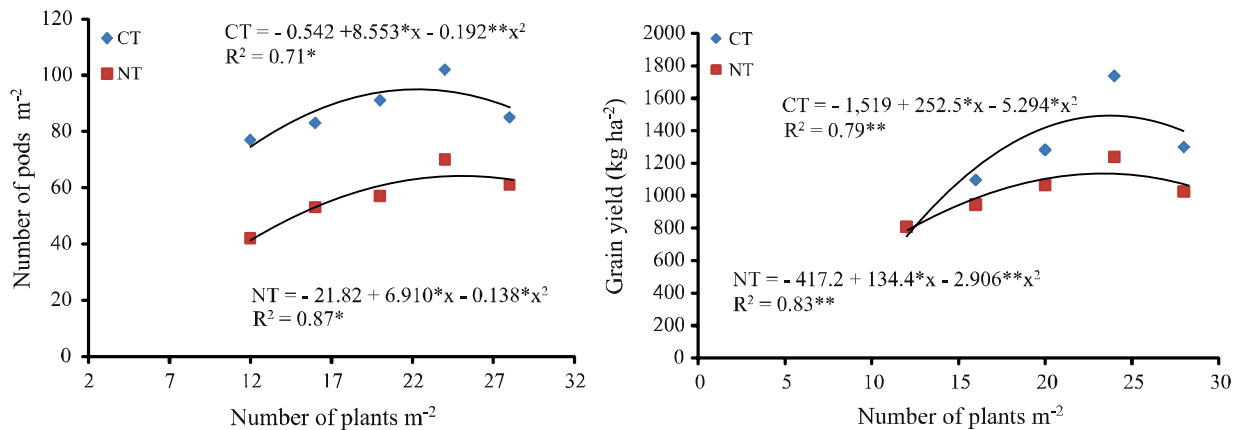 120
100
80
60
40
20
0
Number of pods m-2
CT
NT
CT = - 0.542 +8.553*x - 0.192**x²
R² = 0.71*
NT = - 21.82 + 6.910*x - 0.138*x²
R² = 0.87*
2 7 12 17 22 27 32
Number of plants m-2
2000
1800
1600
1400
1200
1000
800
600
400
200
0
Grain yield (kg ha-2)
CT
NT
CT = - 1,519 + 252.5*x - 5.294*x²
R² = 0.79**
NT = - 417.2 + 134.4*x - 2.906**x²
R² = 0.83**
0 5 10 15 20 25 30
Number of plants m-2